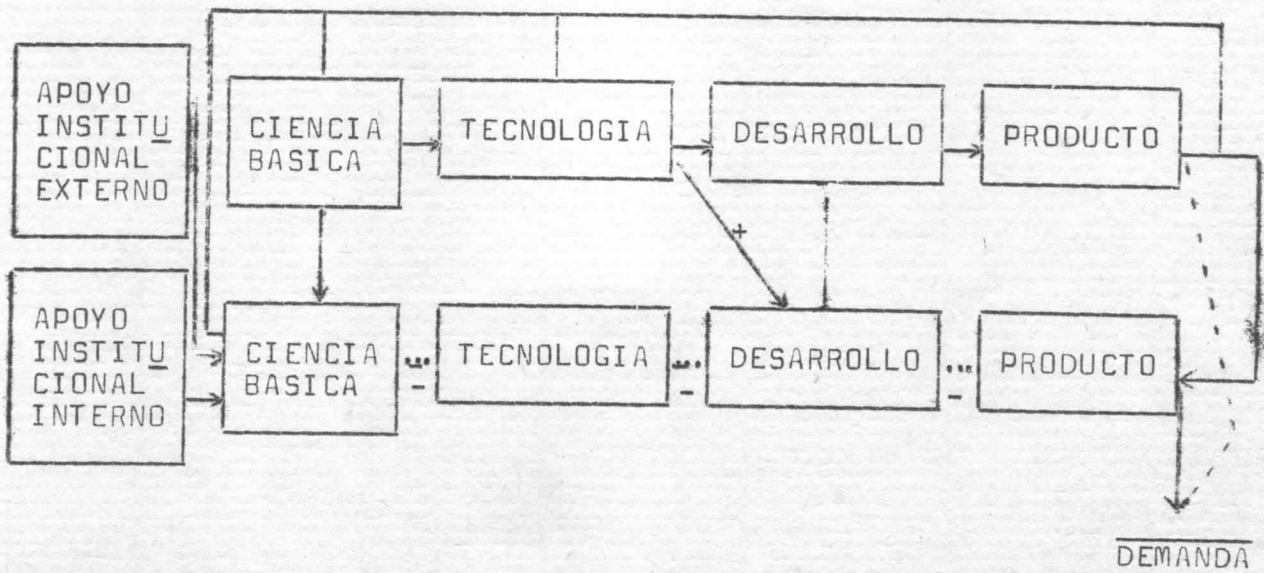 APOYO
INSTITU
CIONAL
EXTERNO
CIENCIA
BASICA
TECNOLOGIA
DESARROLLO
PRODUCTO
+
APOYO
INSTITU
CIONAL
INTERNO
CIENCIA
BASICA
...
-
TECNOLOGIA
...
-
DESARROLLO
...
-
PRODUCTO
DEMANDA